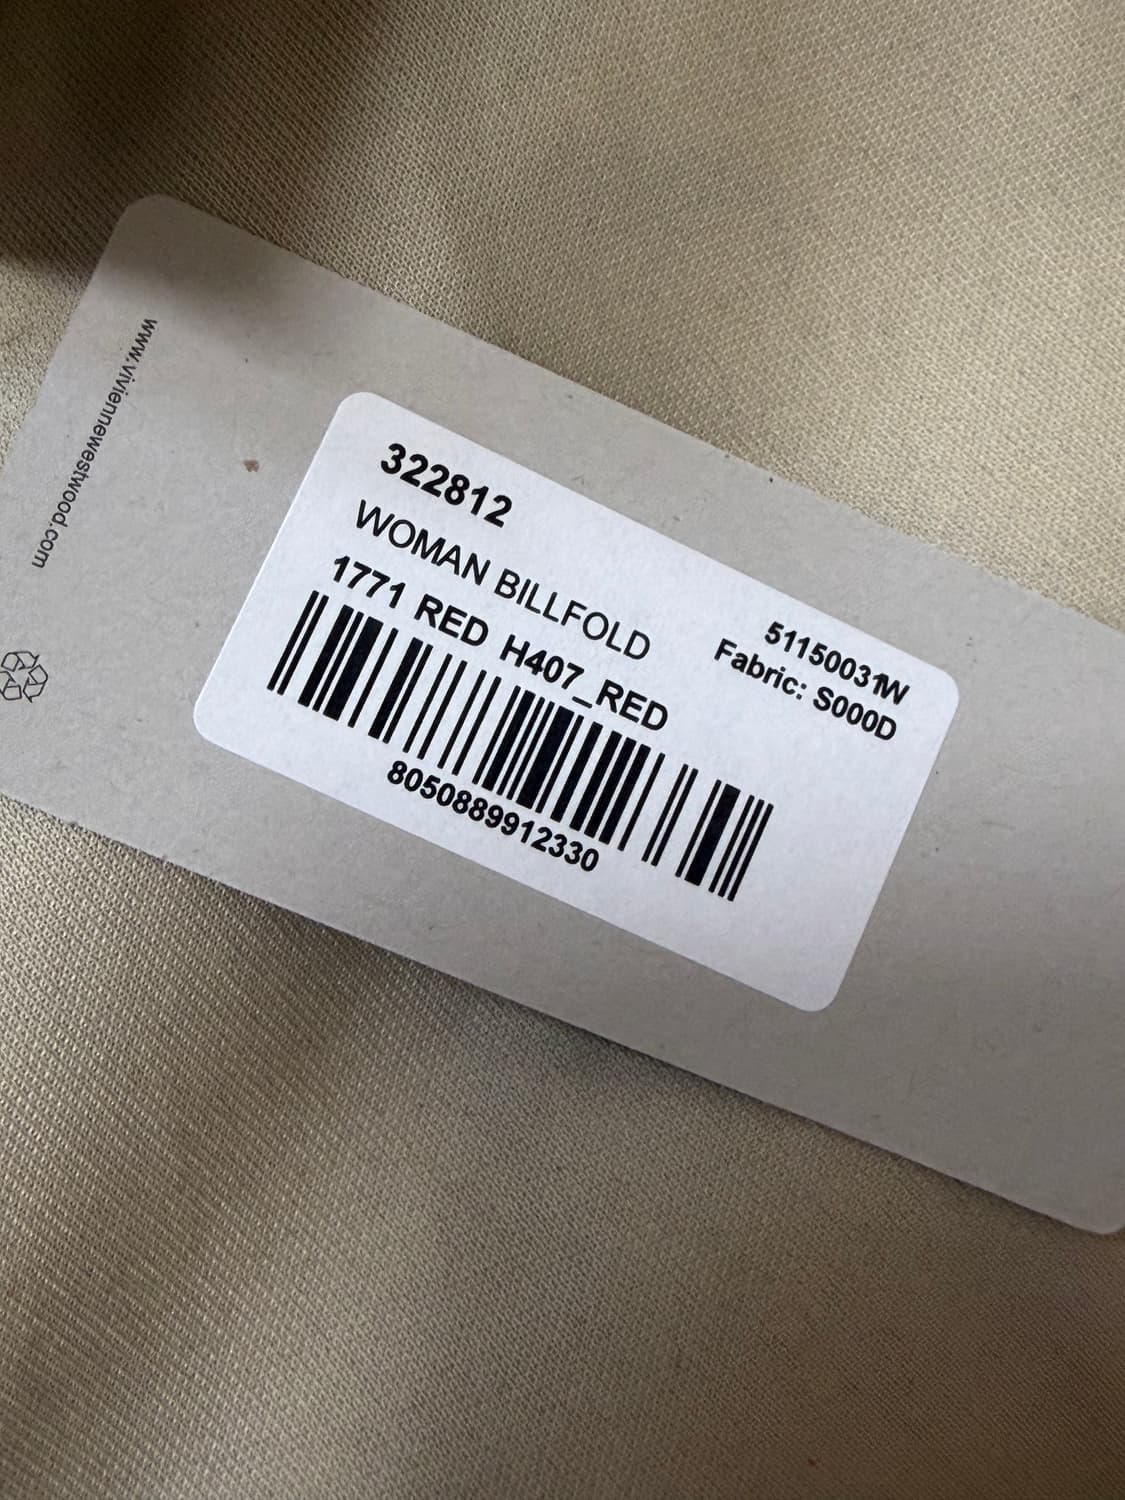 www.viviennewestwood.com
322812
WOMAN BILLFOLD
51150031W
1771 RED H407_RED
Fabric: S000D
8050889912330